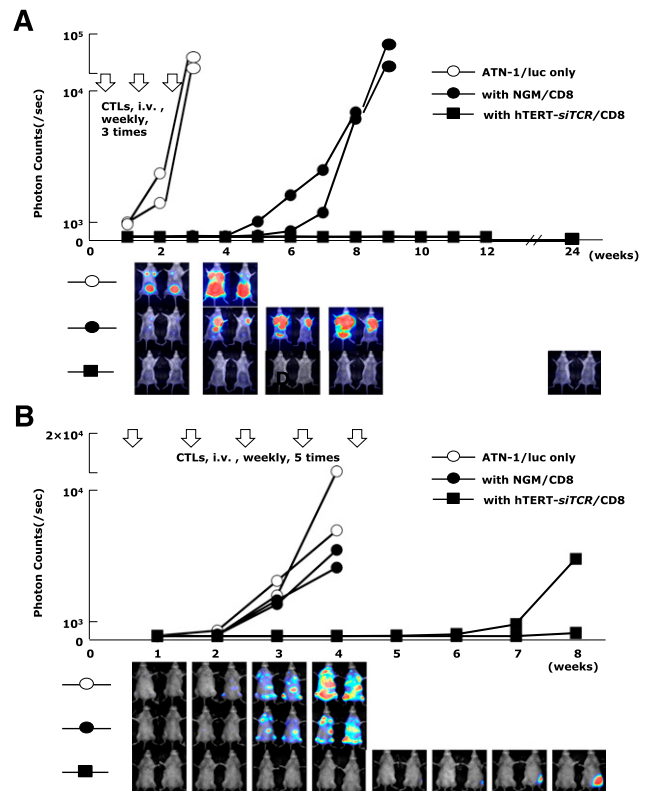 A
10⁵
10⁴
10³
0
Photon Counts(/sec)
CTLs, i.v. ,
weekly,
3 times
ATN-1/luc only
with NGM/CD8
with hTERT-siTCR/CD8
0 2 4 6 8 10 12 24
(weeks)
D
B
2×10⁴
10⁴
10³
0
Photon Counts(/sec)
CTLs, i.v. , weekly, 5 times
ATN-1/luc only
with NGM/CD8
with hTERT-siTCR/CD8
0 1 2 3 4 5 6 7 8
(weeks)